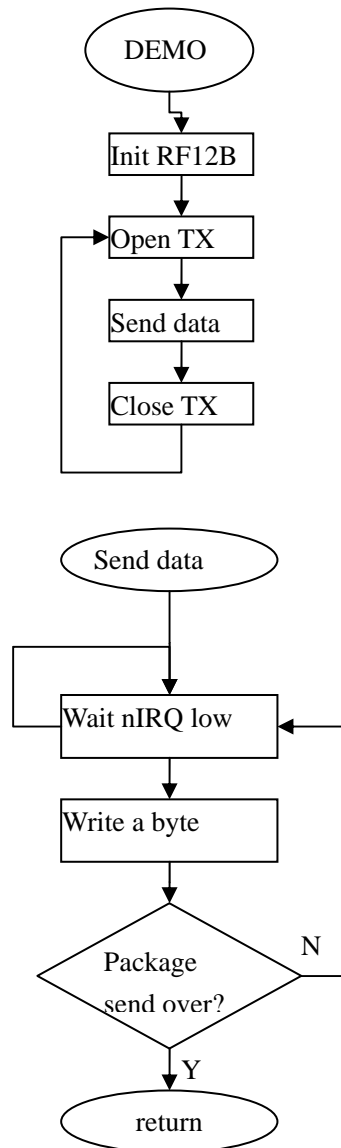 DEMO
Init RF12B
Open TX
Send data
Close TX
Send data
Wait nIRQ low
Write a byte
Package
send over?
N
Y
return